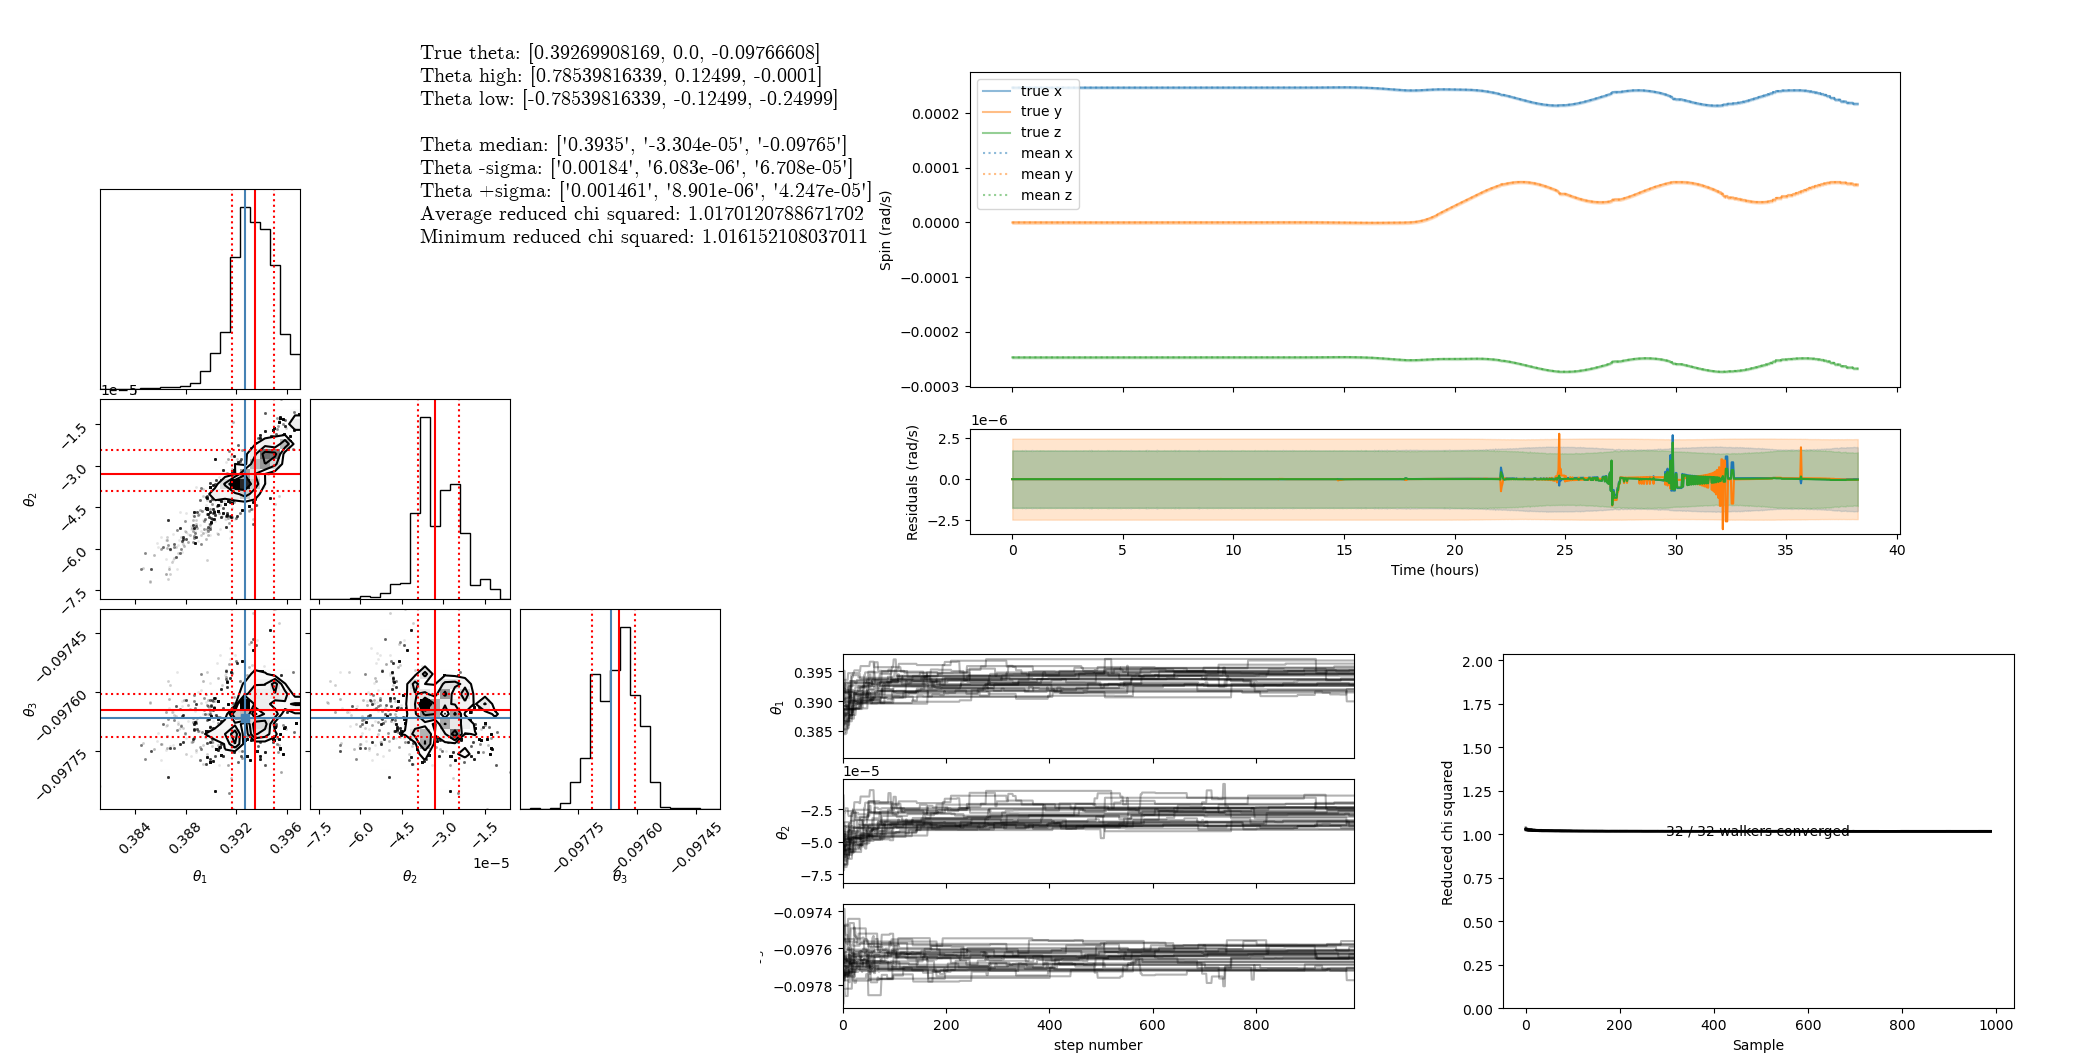 True theta: [0.39269908169, 0.0, -0.09766608]
Theta high: [0.78539816339, 0.12499, -0.0001]
Theta low: [-0.78539816339, -0.12499, -0.24999]
Theta median: ['0.3935', '-3.304e-05', '-0.09765']
Theta -sigma: ['0.00184', '6.083e-06', '6.708e-05']
Theta +sigma: ['0.001461', '8.901e-06', '4.247e-05']
Average reduced chi squared: 1.0170120788671702
Minimum reduced chi squared: 1.016152108037011
1e−5
−1.5
−3.0
−4.5
−6.0
−7.5
θ2
−0.09745
−0.09760
−0.09775
θ3
0.384
0.388
0.392
0.396
θ1
−7.5
−6.0
−4.5
−3.0
−1.5
1e−5
θ2
−0.09775
−0.09760
−0.09745
θ3
true x
true y
true z
mean x
mean y
mean z
0.0002
0.0001
0.0000
−0.0001
−0.0002
−0.0003
Spin (rad/s)
1e−6
2.5
0.0
−2.5
Residuals (rad/s)
0
5
10
15
20
25
30
35
40
Time (hours)
0.395
0.390
0.385
θ1
1e−5
−2.5
−5.0
−7.5
θ2
−0.0974
−0.0976
−0.0978
0
200
400
600
800
step number
2.00
1.75
1.50
1.25
1.00
0.75
0.50
0.25
0.00
Reduced chi squared
32 / 32 walkers converged
0
200
400
600
800
1000
Sample